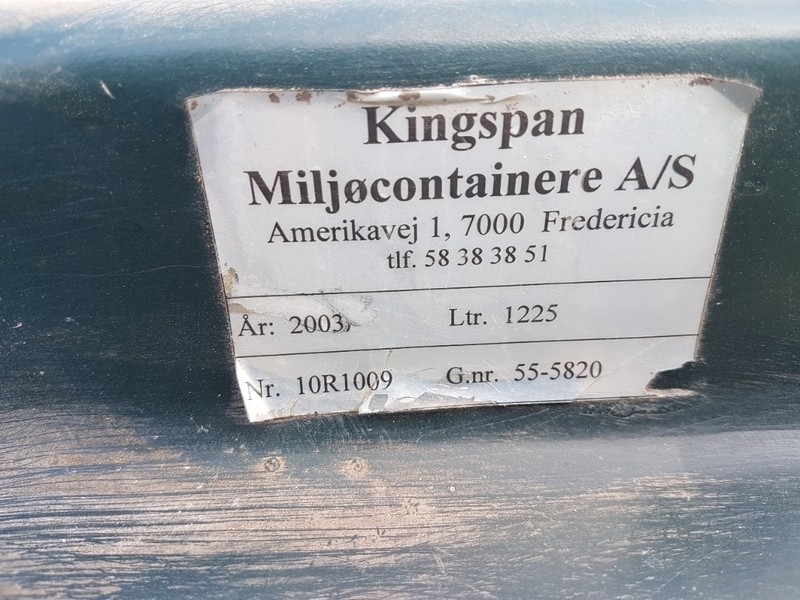 Kingspan
Miljøcontainere A/S
Amerikavej 1, 7000 Fredericia
tlf. 58 38 38 51
År: 2003 Ltr. 1225
Nr. 10R1009 G.nr. 55-5820